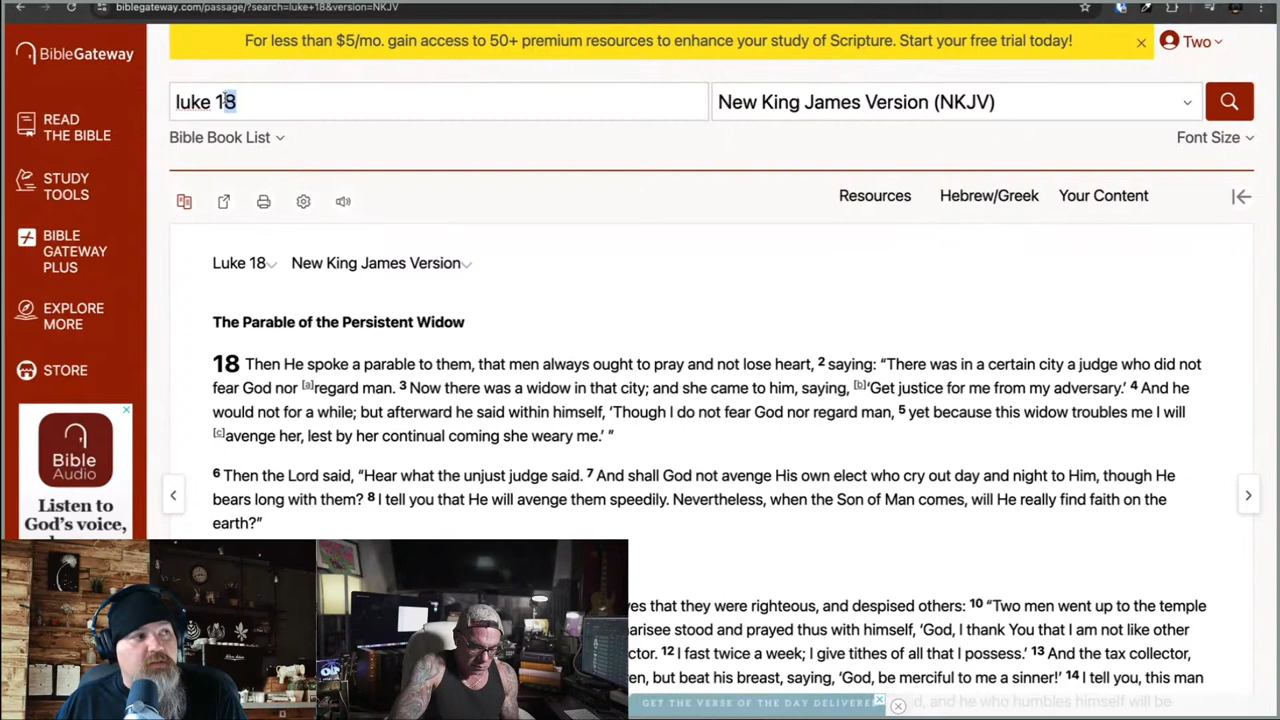 biblegateway.com/passage/?search=luke+18&version=NKJV
BibleGateway
For less than $5/mo. gain access to 50+ premium resources to enhance your study of Scripture. Start your free trial today!
Two
luke 18
New King James Version (NKJV)
Bible Book List
Font Size
READ
THE BIBLE
STUDY
TOOLS
BIBLE
GATEWAY
PLUS
EXPLORE
MORE
STORE
Resources
Hebrew/Greek
Your Content
Luke 18
New King James Version
The Parable of the Persistent Widow
18 Then He spoke a parable to them, that men always ought to pray and not lose heart, 2 saying: “There was in a certain city a judge who did not
fear God nor [a]regard man. 3 Now there was a widow in that city; and she came to him, saying, [b]‘Get justice for me from my adversary.’ 4 And he
would not for a while; but afterward he said within himself, ‘Though I do not fear God nor regard man, 5 yet because this widow troubles me I will
[c]avenge her, lest by her continual coming she weary me.’ ”
6 Then the Lord said, “Hear what the unjust judge said. 7 And shall God not avenge His own elect who cry out day and night to Him, though He
bears long with them? 8 I tell you that He will avenge them speedily. Nevertheless, when the Son of Man comes, will He really find faith on the
earth?”
Bible
Audio
Listen to
God’s voice,
ves that they were righteous, and despised others: 10 “Two men went up to the temple
arisee stood and prayed thus with himself, ‘God, I thank You that I am not like other
ctor. 12 I fast twice a week; I give tithes of all that I possess.’ 13 And the tax collector,
en, but beat his breast, saying, ‘God, be merciful to me a sinner!’ 14 I tell you, this man
GET THE VERSE OF THE DAY DELIVERE
d, and he who humbles himself will be